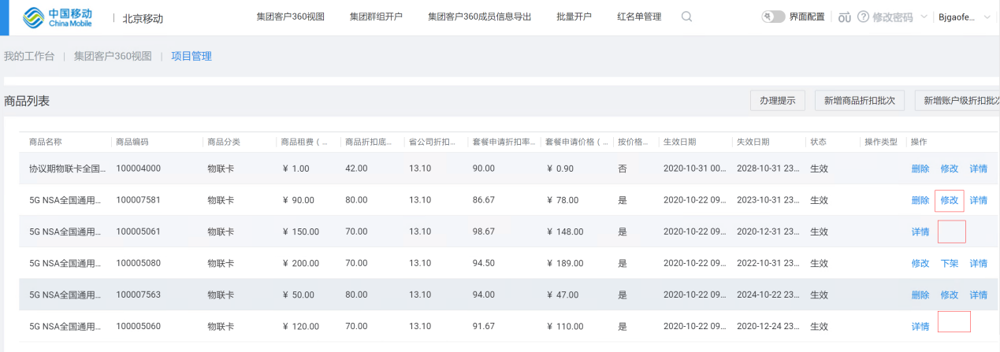 中国移动 China Mobile | 北京移动 集团客户360视图 集团群组开户 集团客户360成员信息导出 批量开户 红名单管理 界面配置 修改密码 Bjgaofe...
我的工作台 | 集团客户360视图 | 项目管理
商品列表 办理提示 新增商品折扣批次 新增账户级折扣批次
商品名称 商品编码 商品分类 商品租费（... 商品折扣底... 省公司折扣... 套餐申请折扣率... 套餐申请价格（... 按价格... 生效日期 失效日期 状态 操作类型 操作
协议期物联卡全国... 100004000 物联卡 ¥ 1.00 42.00 13.10 90.00 ¥ 0.90 否 2020-10-31 00... 2028-10-31 23... 生效 删除 修改 详情
5G NSA全国通用... 100007581 物联卡 ¥ 90.00 80.00 13.10 86.67 ¥ 78.00 是 2020-10-22 09... 2023-10-31 23... 生效 删除 修改 详情
5G NSA全国通用... 100005061 物联卡 ¥ 150.00 70.00 13.10 98.67 ¥ 148.00 是 2020-10-22 09... 2020-12-31 23... 生效 详情
5G NSA全国通用... 100005080 物联卡 ¥ 200.00 70.00 13.10 94.50 ¥ 189.00 是 2020-10-22 09... 2022-10-31 23... 生效 修改 下架 详情
5G NSA全国通用... 100007563 物联卡 ¥ 50.00 80.00 13.10 94.00 ¥ 47.00 是 2020-10-22 09... 2024-10-22 23... 生效 删除 修改 详情
5G NSA全国通用... 100005060 物联卡 ¥ 120.00 70.00 13.10 91.67 ¥ 110.00 是 2020-10-22 09... 2020-12-24 23... 生效 详情